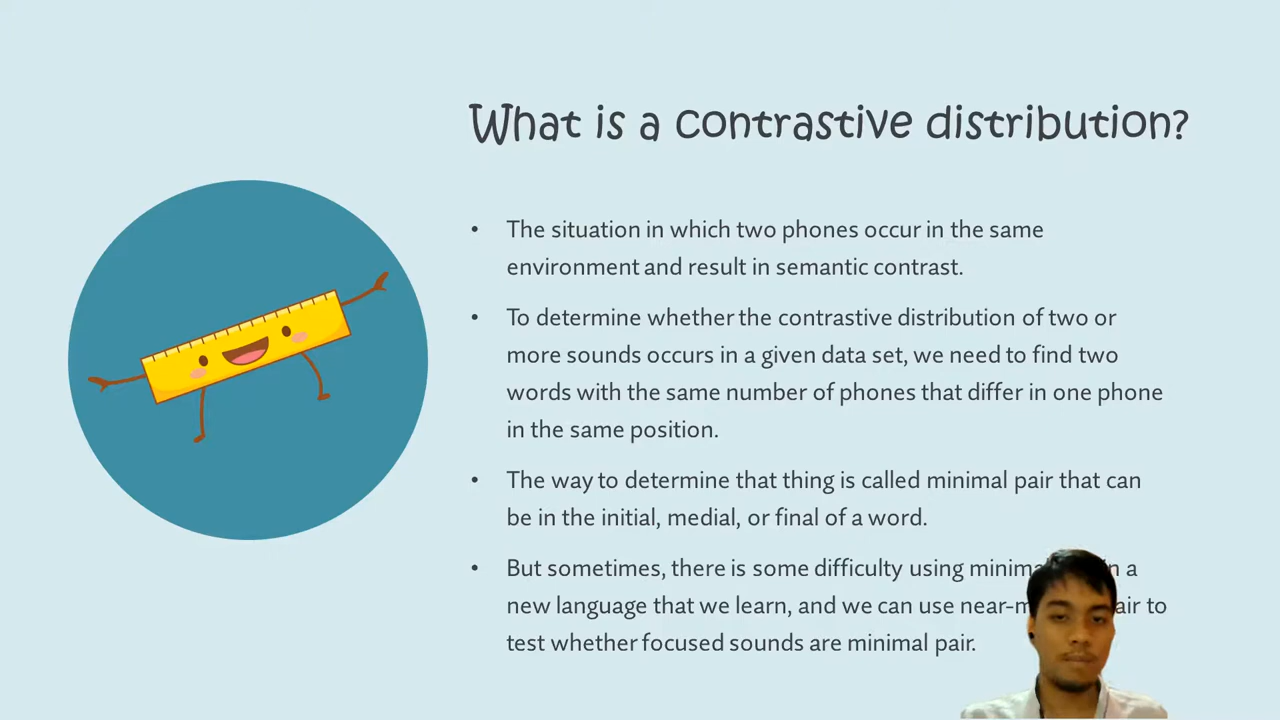 What is a contrastive distribution?
• The situation in which two phones occur in the same
environment and result in semantic contrast.
• To determine whether the contrastive distribution of two or
more sounds occurs in a given data set, we need to find two
words with the same number of phones that differ in one phone
in the same position.
• The way to determine that thing is called minimal pair that can
be in the initial, medial, or final of a word.
• But sometimes, there is some difficulty using a
new language that we learn, and we can use to
test whether focused sounds are minimal pair.